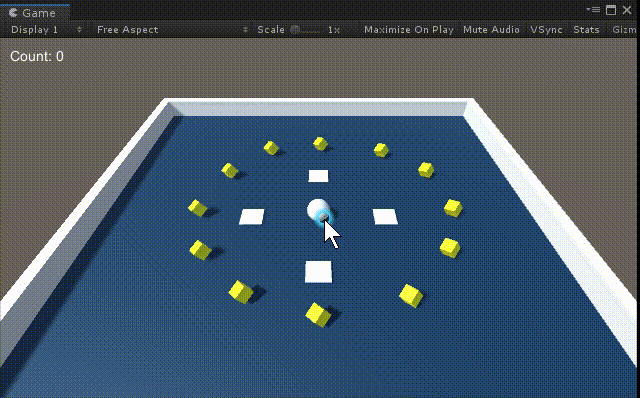 Game
Display 1 Free Aspect Scale 1x Maximize On Play Mute Audio VSync Stats Gizm
Count: 0